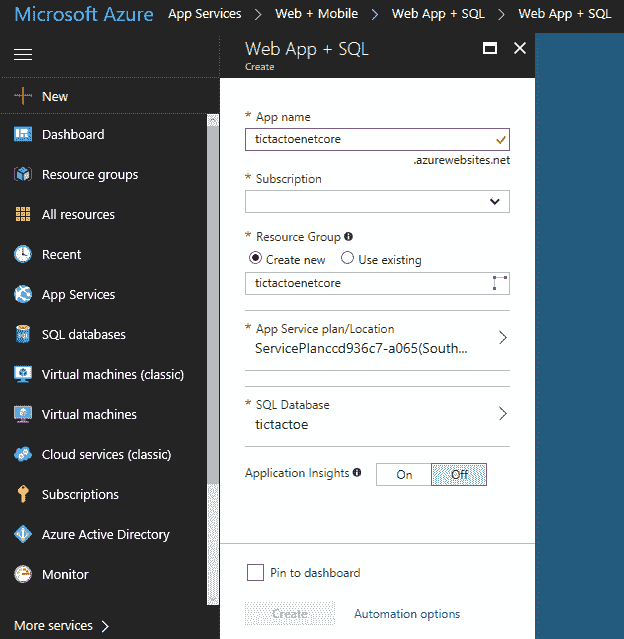 Microsoft Azure App Services > Web + Mobile > Web App + SQL > Web App + SQL
New
Dashboard
Resource groups
All resources
Recent
App Services
SQL databases
Virtual machines (classic)
Virtual machines
Cloud services (classic)
Subscriptions
Azure Active Directory
Monitor
More services >
Web App + SQL
Create
* App name
tictactoenetcore
.azurewebsites.net
* Subscription
* Resource Group
Create new Use existing
tictactoenetcore
* App Service plan/Location
ServicePlanccd936c7-a065(South...
* SQL Database
tictactoe
Application Insights On Off
Pin to dashboard
Create Automation options